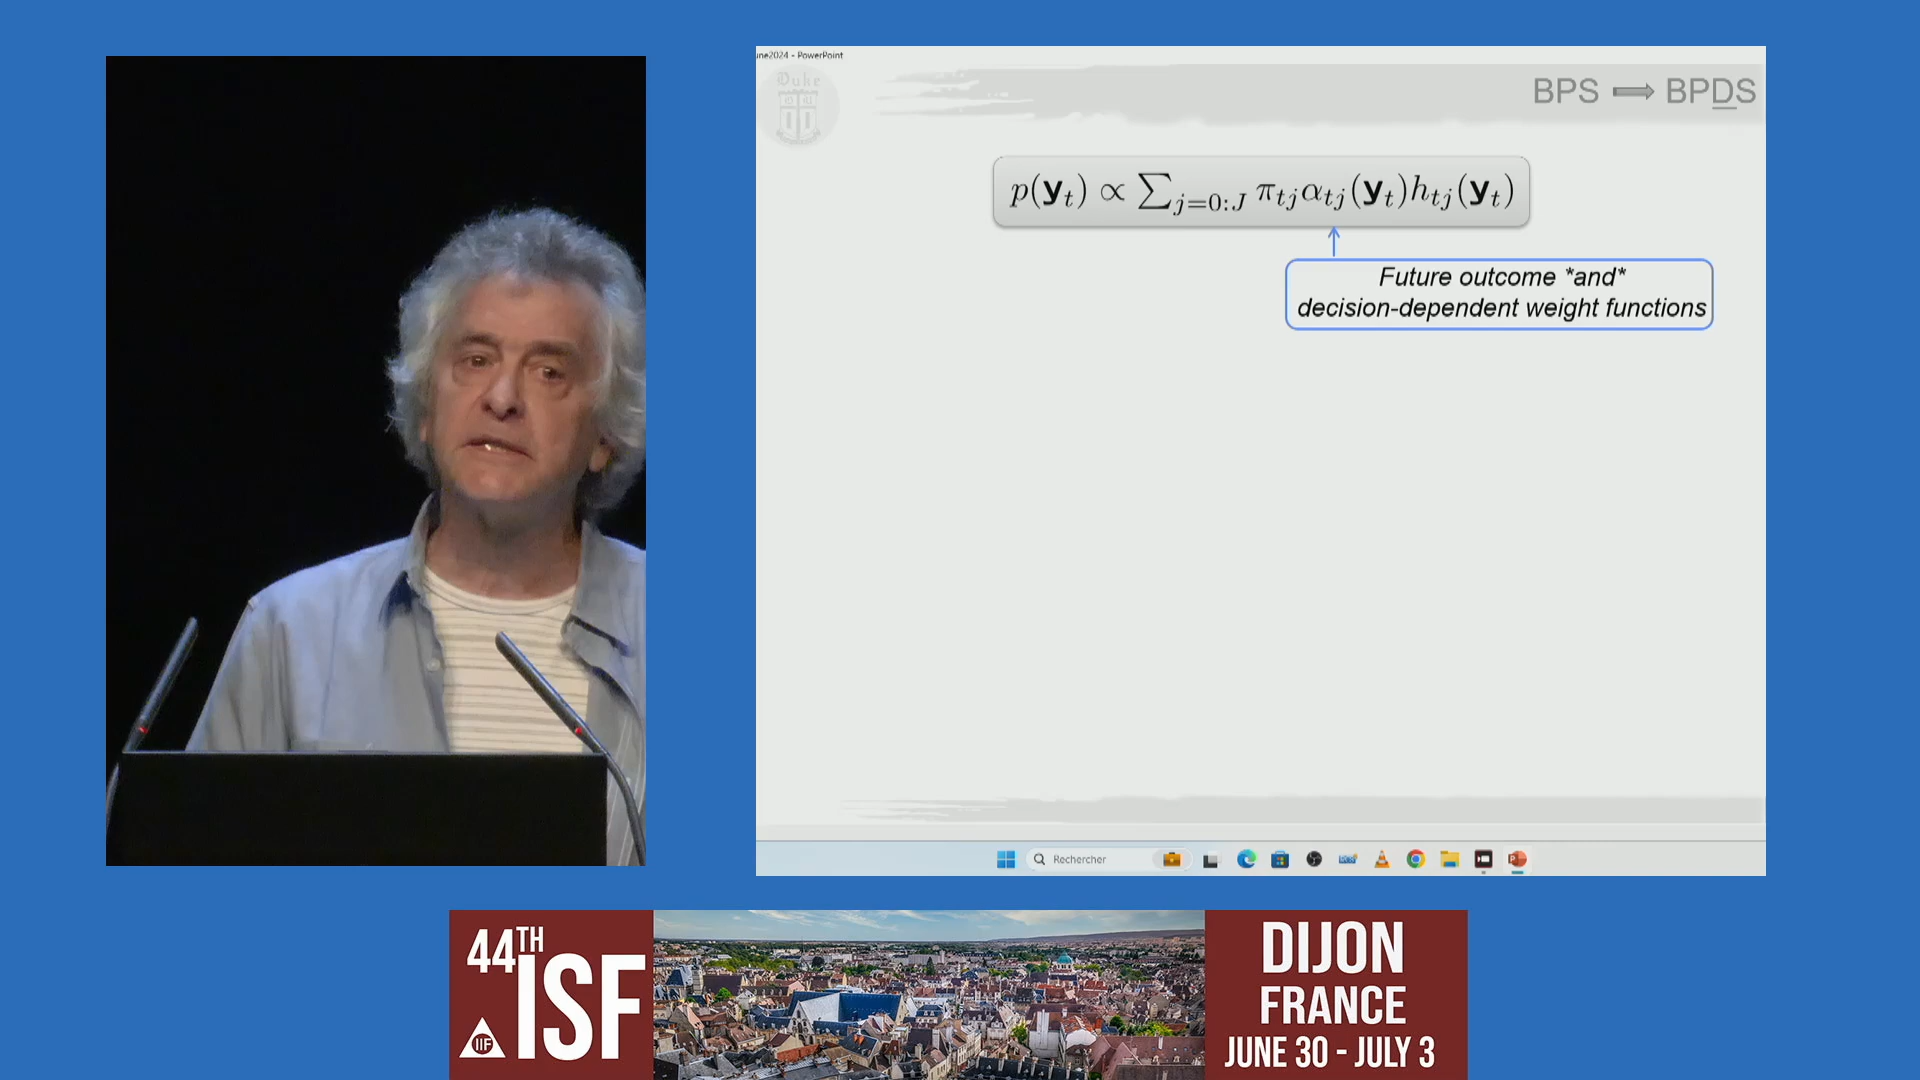 une2024 - PowerPoint
Duke
BPS ⟹ BPDS
p(y_t) ∝ ∑_{j=0:J} π_{tj}α_{tj}(y_t)h_{tj}(y_t)
Future outcome *and*
decision-dependent weight functions
Rechercher
44TH
ISF
IIF
DIJON
FRANCE
JUNE 30 - JULY 3